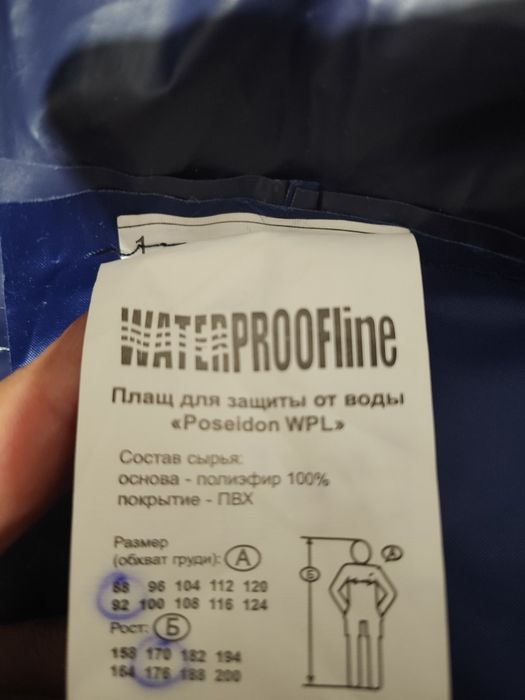 WATERPROOFline
Плащ для защиты от воды
«Poseidon WPL»
Состав сырья:
основа - полиэфир 100%
покрытие - ПВХ
Размер
(обхват груди): А
88 96 104 112 120
92 100 108 116 124
Рост: Б
158 170 182 194
164 176 188 200
А
Б